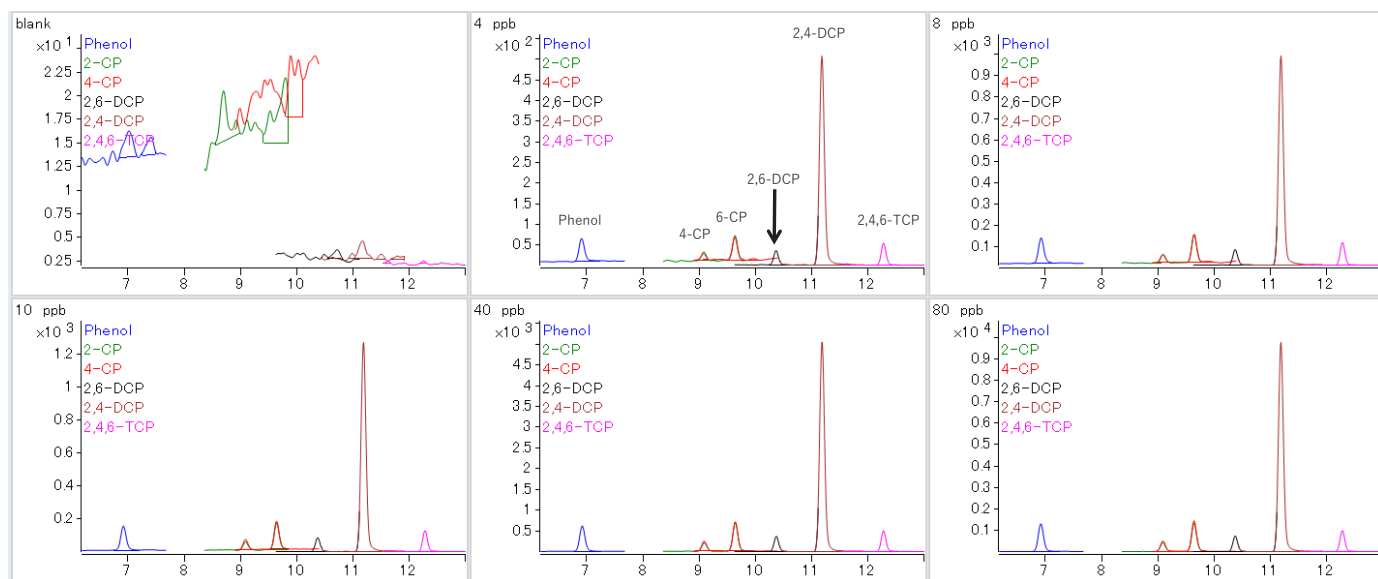 blank
×10 1
Phenol
2-CP
4-CP
2,6-DCP
2,4-DCP
2,4,6-TCP
2.25
2
1.75
1.5
1.25
1
0.75
0.5
0.25
7 8 9 10 11 12
4 ppb
×10 2
Phenol
2-CP
4-CP
2,6-DCP
2,4-DCP
2,4,6-TCP
4.5
4
3.5
3
2.5
2
1.5
1
0.5
2,4-DCP
2,6-DCP
Phenol
6-CP
4-CP
2,4,6-TCP
7 8 9 10 11 12
8 ppb
×10 3
Phenol
2-CP
4-CP
2,6-DCP
2,4-DCP
2,4,6-TCP
0.9
0.8
0.7
0.6
0.5
0.4
0.3
0.2
0.1
7 8 9 10 11 12
10 ppb
×10 3
Phenol
2-CP
4-CP
2,6-DCP
2,4-DCP
2,4,6-TCP
1.2
1
0.8
0.6
0.4
0.2
7 8 9 10 11 12
40 ppb
×10 3
Phenol
2-CP
4-CP
2,6-DCP
2,4-DCP
2,4,6-TCP
4.5
4
3.5
3
2.5
2
1.5
1
0.5
7 8 9 10 11 12
80 ppb
×10 4
Phenol
2-CP
4-CP
2,6-DCP
2,4-DCP
2,4,6-TCP
0.9
0.8
0.7
0.6
0.5
0.4
0.3
0.2
0.1
7 8 9 10 11 12